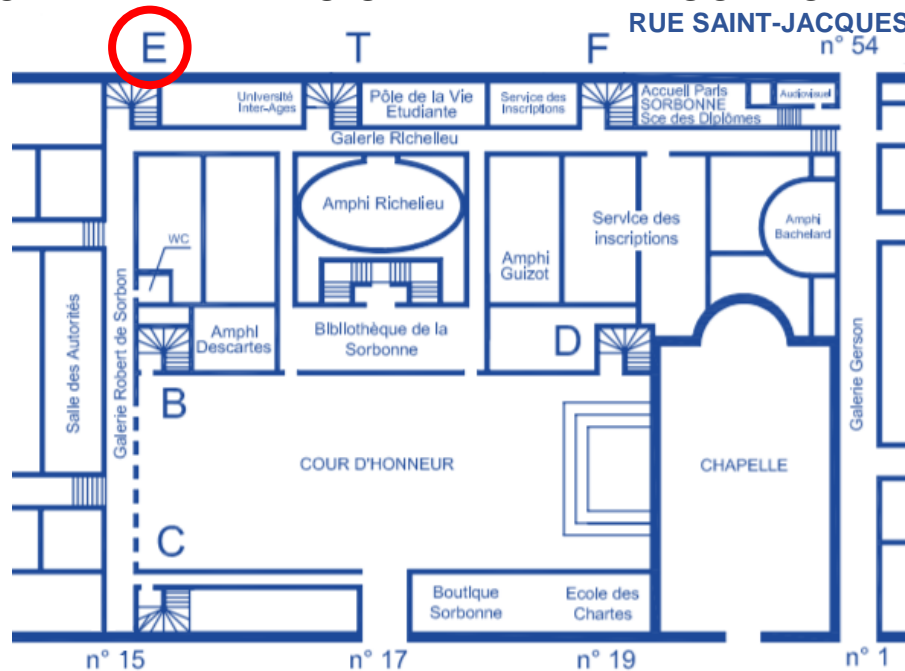 RUE SAINT-JACQUES
E
T
F
n° 54
Université
Inter-Ages
Pôle de la Vie
Etudiante
Service des
Inscriptions
Accueil Paris
SORBONNE
Sce des Diplômes
Audiovisuel
Galerie Richelieu
Amphi Richelieu
WC
Amphi
Guizot
Service des
inscriptions
Amphi
Bachelard
Salle des Autorités
Galerie Robert de Sorbon
Amphi
Descartes
Bibliothèque de la
Sorbonne
D
B
Galerie Gerson
COUR D'HONNEUR
CHAPELLE
C
Boutique
Sorbonne
Ecole des
Chartes
n° 15
n° 17
n° 19
n° 1